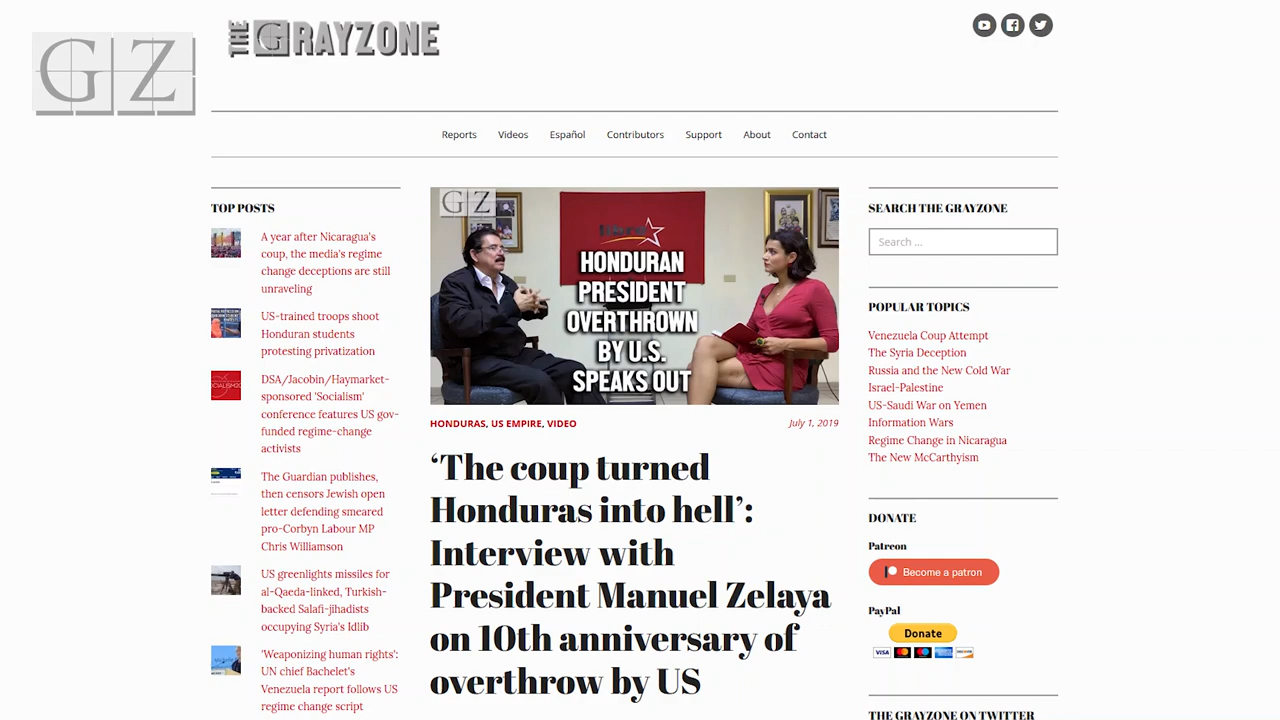 GZ
THE GRAYZONE
Reports Videos Español Contributors Support About Contact
TOP POSTS
A year after Nicaragua's
coup, the media's regime
change deceptions are still
unraveling
US-trained troops shoot
Honduran students
protesting privatization
DSA/Jacobin/Haymarket-
sponsored 'Socialism'
conference features US gov-
funded regime-change
activists
The Guardian publishes,
then censors Jewish open
letter defending smeared
pro-Corbyn Labour MP
Chris Williamson
US greenlights missiles for
al-Qaeda-linked, Turkish-
backed Salafi-jihadists
occupying Syria's Idlib
'Weaponizing human rights':
UN chief Bachelet's
Venezuela report follows US
regime change script
GZ
HONDURAN
PRESIDENT
OVERTHROWN
BY U.S.
SPEAKS OUT
HONDURAS, US EMPIRE, VIDEO
July 1, 2019
‘The coup turned
Honduras into hell’:
Interview with
President Manuel Zelaya
on 10th anniversary of
overthrow by US
SEARCH THE GRAYZONE
Search ...
POPULAR TOPICS
Venezuela Coup Attempt
The Syria Deception
Russia and the New Cold War
Israel-Palestine
US-Saudi War on Yemen
Information Wars
Regime Change in Nicaragua
The New McCarthyism
DONATE
Patreon
Become a patron
PayPal
Donate
VISA
THE GRAYZONE ON TWITTER